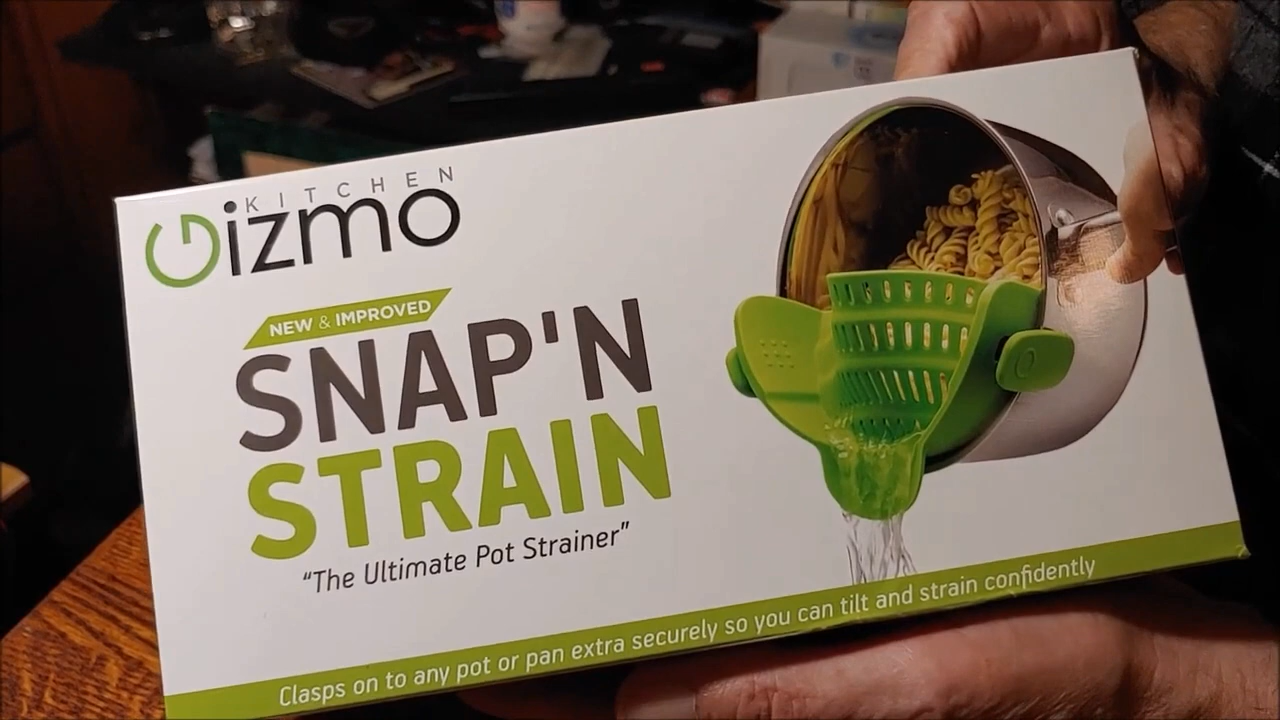 KITCHEN
Gizmo
NEW & IMPROVED
SNAP'N
STRAIN
“The Ultimate Pot Strainer”
Clasps on to any pot or pan extra securely so you can tilt and strain confidently